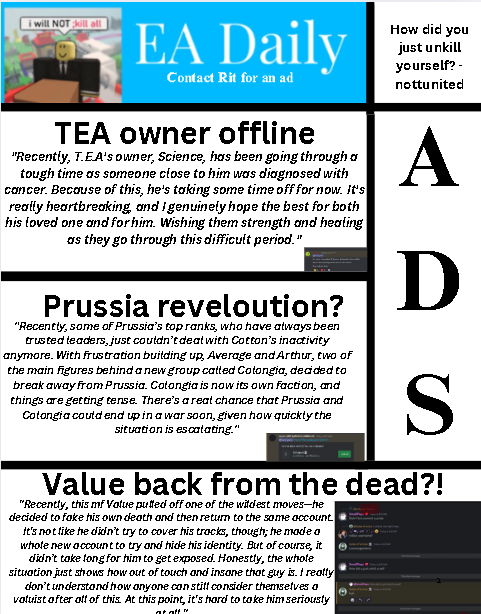 i will NOT ;kill all
EA Daily
Contact Rit for an ad
How did you
just unkill
yourself? -
nottunited
TEA owner offline
"Recently, T.E.A's owner, Science, has been going through a
tough time as someone close to him was diagnosed with
cancer. Because of this, he's taking some time off for now. It's
really heartbreaking, and I genuinely hope the best for both
his loved one and for him. Wishing them strength and healing
as they go through this difficult period."
A
D
S
Prussia reveloution?
"Recently, some of Prussia's top ranks, who have always been
trusted leaders, just couldn't deal with Cotton's inactivity
anymore. With frustration building up, Average and Arthur, two of
the main figures behind a new group called Colongia, decided to
break away from Prussia. Colongia is now its own faction, and
things are getting tense. There's a real chance that Prussia and
Colongia could end up in a war soon, given how quickly the
situation is escalating."
Value back from the dead?!
"Recently, this mf Value pulled off one of the wildest moves—he
decided to fake his own death and then return to the same account.
It's not like he didn't try to cover his tracks, though; he made a
whole new account to try and hide his identity. But of course, it
didn't take long for him to get exposed. Honestly, the whole
situation just shows how out of touch and insane that guy is. I really
don't understand how anyone can still consider themselves a
valuist after all of this. At this point, it's hard to take him seriously
at all."